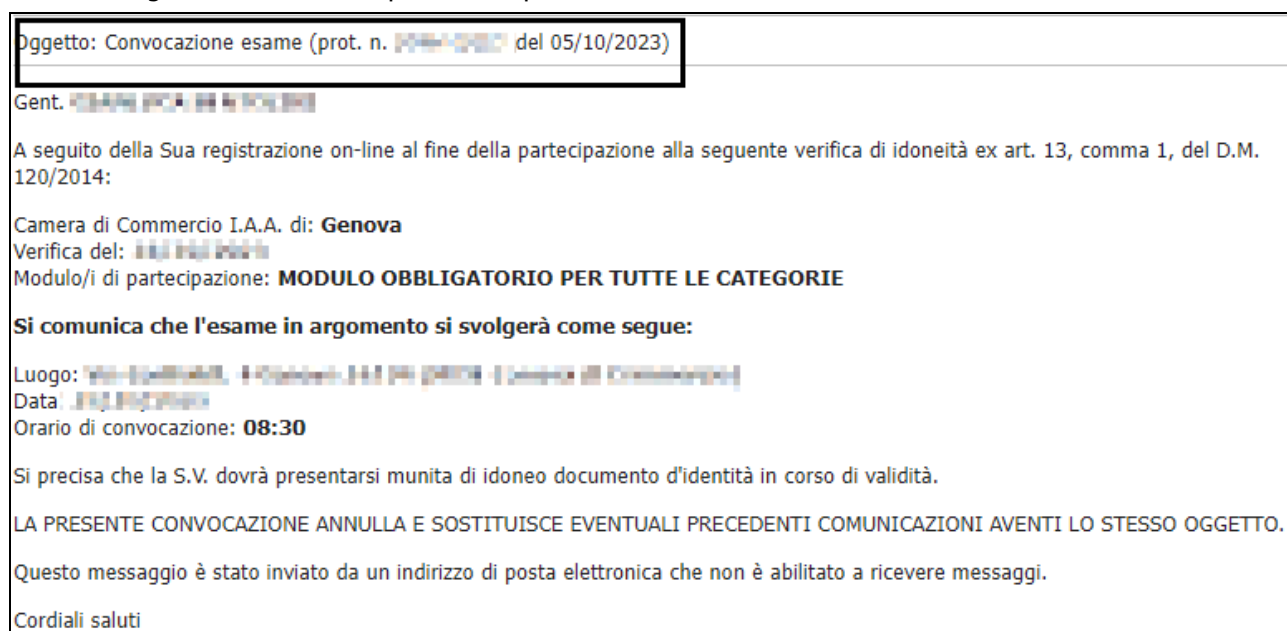 Oggetto: Convocazione esame (prot. n. del 05/10/2023)
Gent.
A seguito della Sua registrazione on-line al fine della partecipazione alla seguente verifica di idoneità ex art. 13, comma 1, del D.M.
120/2014:
Camera di Commercio I.A.A. di: Genova
Verifica del:
Modulo/i di partecipazione: MODULO OBBLIGATORIO PER TUTTE LE CATEGORIE
Si comunica che l'esame in argomento si svolgerà come segue:
Luogo:
Data
Orario di convocazione: 08:30
Si precisa che la S.V. dovrà presentarsi munita di idoneo documento d'identità in corso di validità.
LA PRESENTE CONVOCAZIONE ANNULLA E SOSTITUISCE EVENTUALI PRECEDENTI COMUNICAZIONI AVENTI LO STESSO OGGETTO.
Questo messaggio è stato inviato da un indirizzo di posta elettronica che non è abilitato a ricevere messaggi.
Cordiali saluti